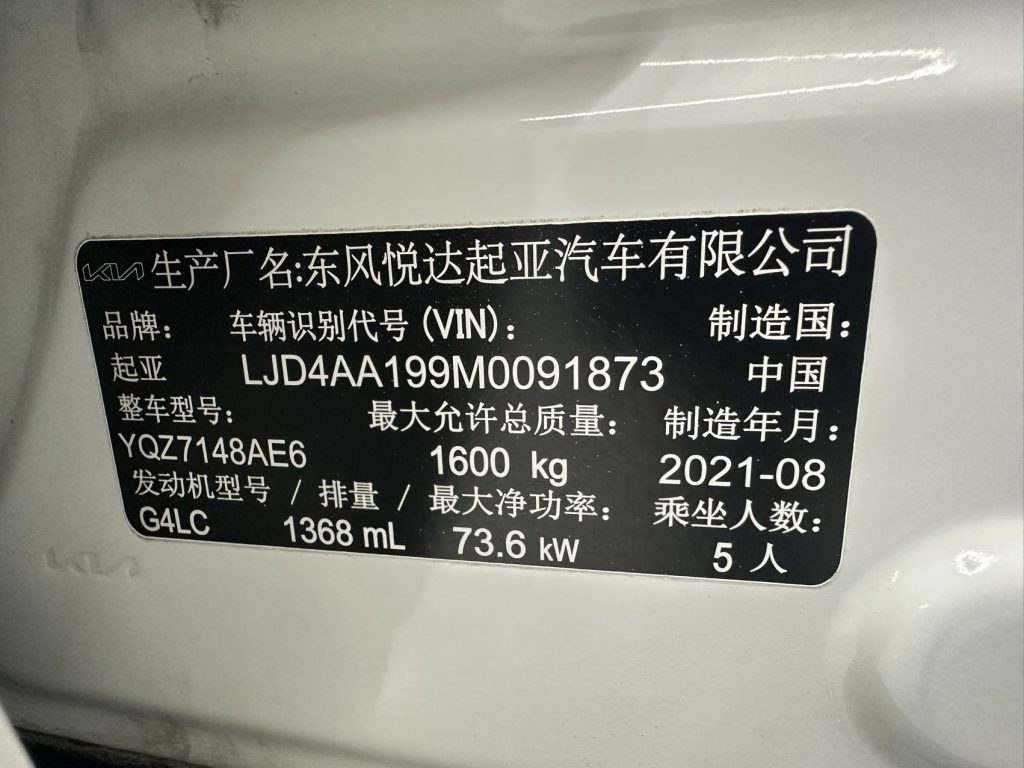 KIA 生产厂名:东风悦达起亚汽车有限公司
品牌: 车辆识别代号 (VIN): 制造国:
起亚 LJD4AA199M0091873 中国
整车型号: 最大允许总质量: 制造年月:
YQZ7148AE6 1600 kg 2021-08
发动机型号 / 排量 / 最大净功率: 乘坐人数:
G4LC 1368 mL 73.6 kW 5 人
KIA